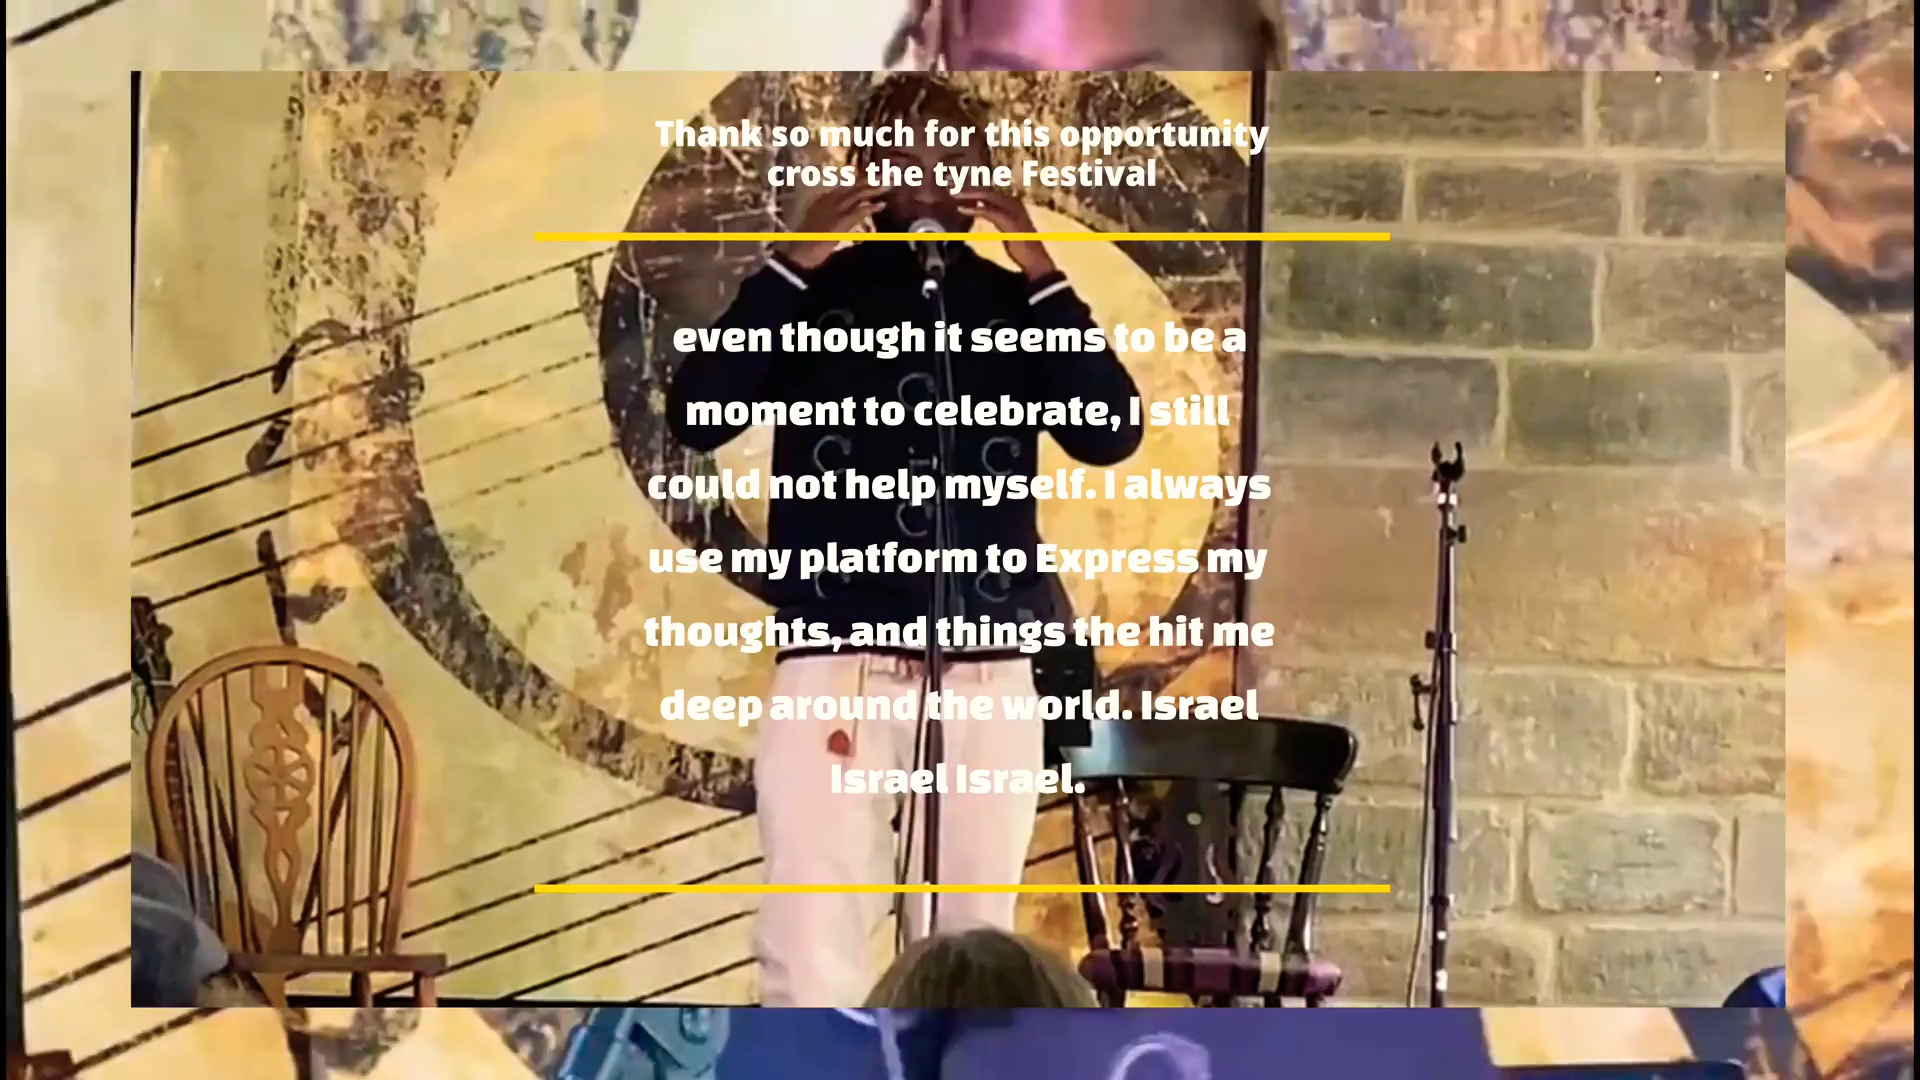 Thank so much for this opportunity
cross the tyne Festival
even though it seems to be a
moment to celebrate, I still
could not help myself. I always
use my platform to Express my
thoughts, and things the hit me
deep around the world. Israel
Israel Israel.